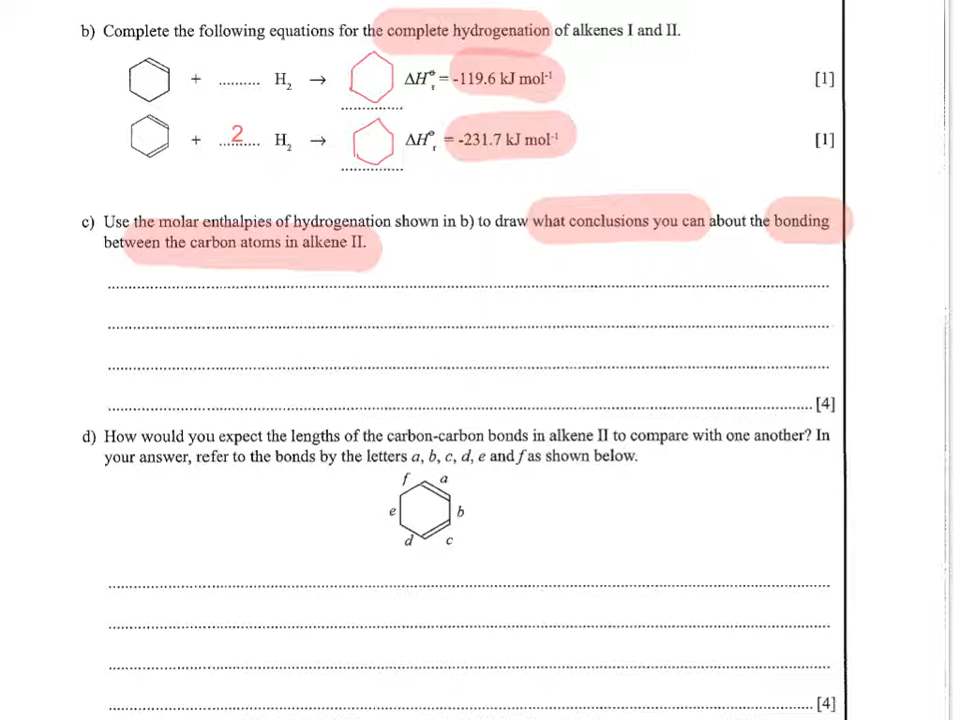 b) Complete the following equations for the complete hydrogenation of alkenes I and II.
+ .......... H₂ → ΔH°ᵣ = -119.6 kJ mol⁻¹ [1]
+ ...2... H₂ → ΔH°ᵣ = -231.7 kJ mol⁻¹ [1]
c) Use the molar enthalpies of hydrogenation shown in b) to draw what conclusions you can about the bonding
between the carbon atoms in alkene II.
[4]
d) How would you expect the lengths of the carbon-carbon bonds in alkene II to compare with one another? In
your answer, refer to the bonds by the letters a, b, c, d, e and f as shown below.
f a
e b
d c
[4]